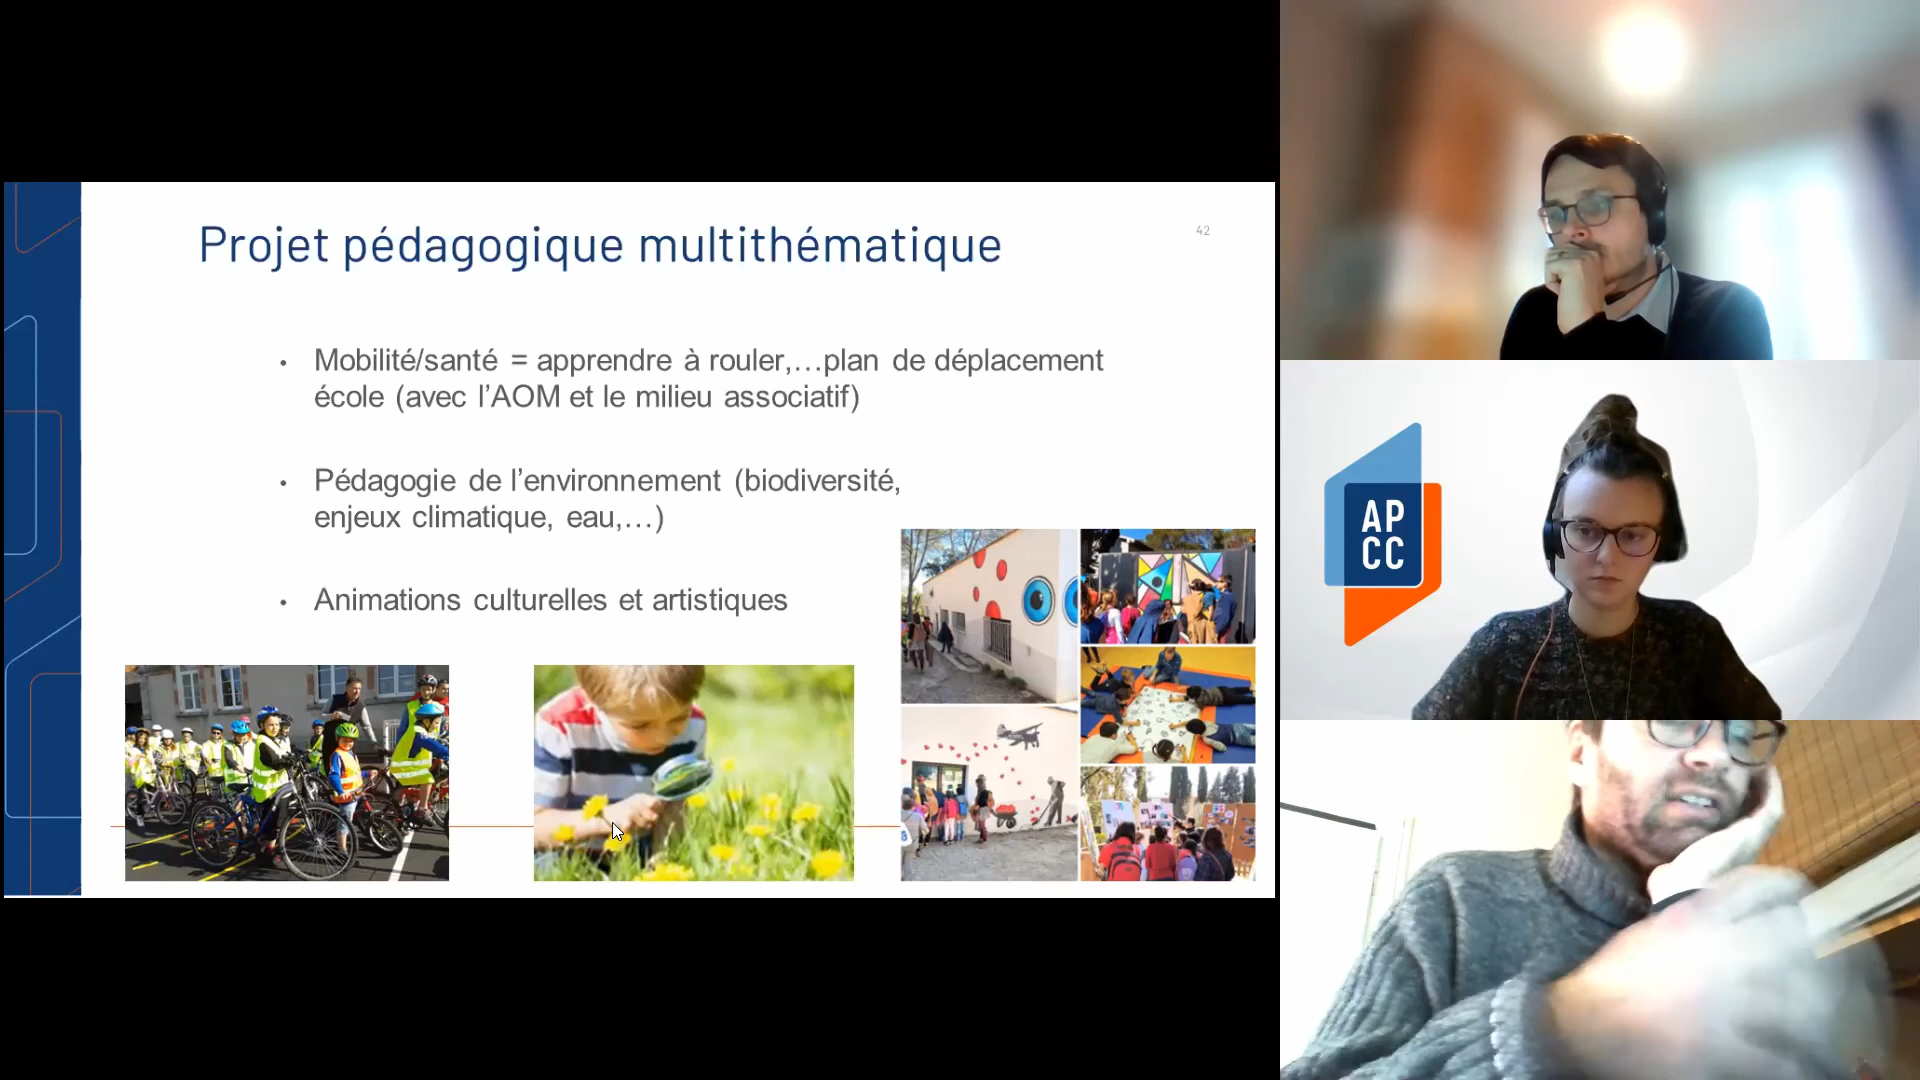 Projet pédagogique multithématique
42
• Mobilité/santé = apprendre à rouler,…plan de déplacement
école (avec l’AOM et le milieu associatif)
• Pédagogie de l’environnement (biodiversité,
enjeux climatique, eau,…)
• Animations culturelles et artistiques
AP
CC